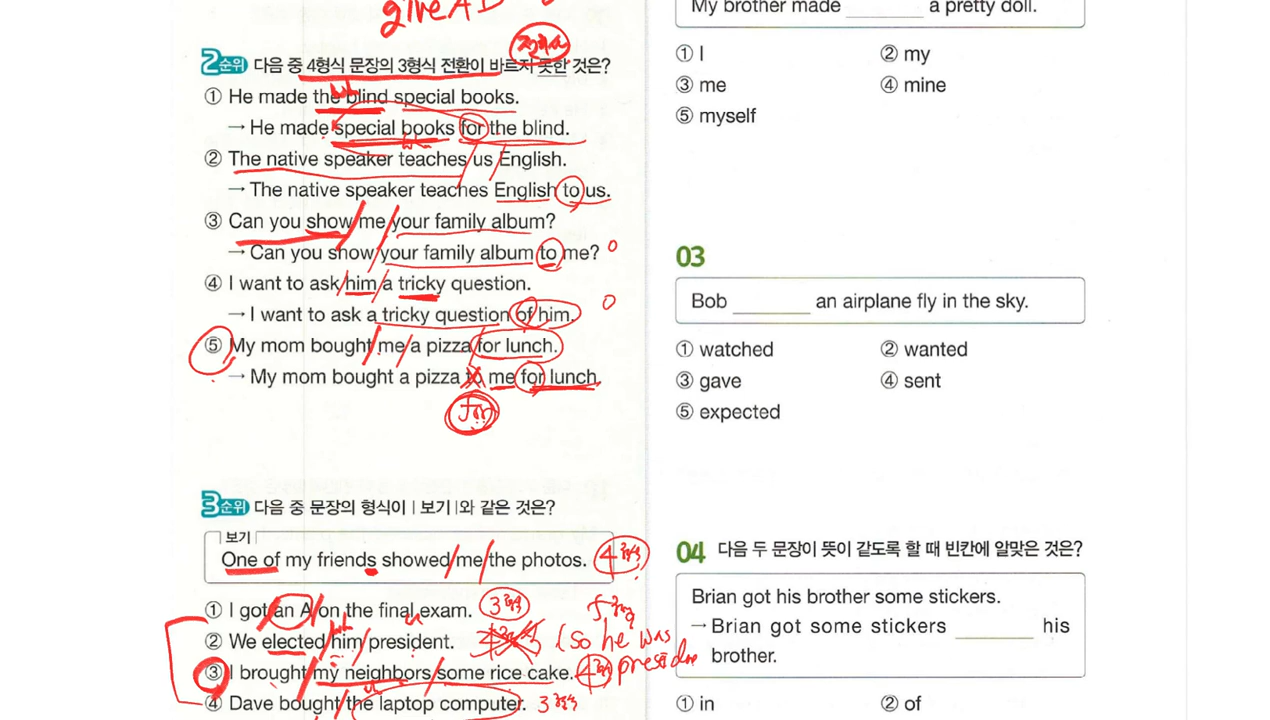 give A B
전치사
2순위 다음 중 4형식 문장의 3형식 전환이 바르지 못한 것은?
① He made the blind special books.
→ He made special books for the blind.
② The native speaker teaches us English.
→ The native speaker teaches English to us.
③ Can you show me your family album?
→ Can you show your family album to me?
④ I want to ask him a tricky question.
→ I want to ask a tricky question of him.
⑤ My mom bought me a pizza for lunch.
→ My mom bought a pizza to me for lunch.
for
3순위 다음 중 문장의 형식이 |보기|와 같은 것은?
보기
One of my friends showed me the photos. 4형식
① I got an A on the final exam. 3형식
5형식
② We elected him president. (So he was
president
③ I brought my neighbors some rice cake. 4형식
④ Dave bought the laptop computer. 3형식
My brother made ________ a pretty doll.
① I ② my
③ me ④ mine
⑤ myself
03
Bob ________ an airplane fly in the sky.
① watched ② wanted
③ gave ④ sent
⑤ expected
04 다음 두 문장이 뜻이 같도록 할 때 빈칸에 알맞은 것은?
Brian got his brother some stickers.
→ Brian got some stickers ________ his
brother.
① in ② of